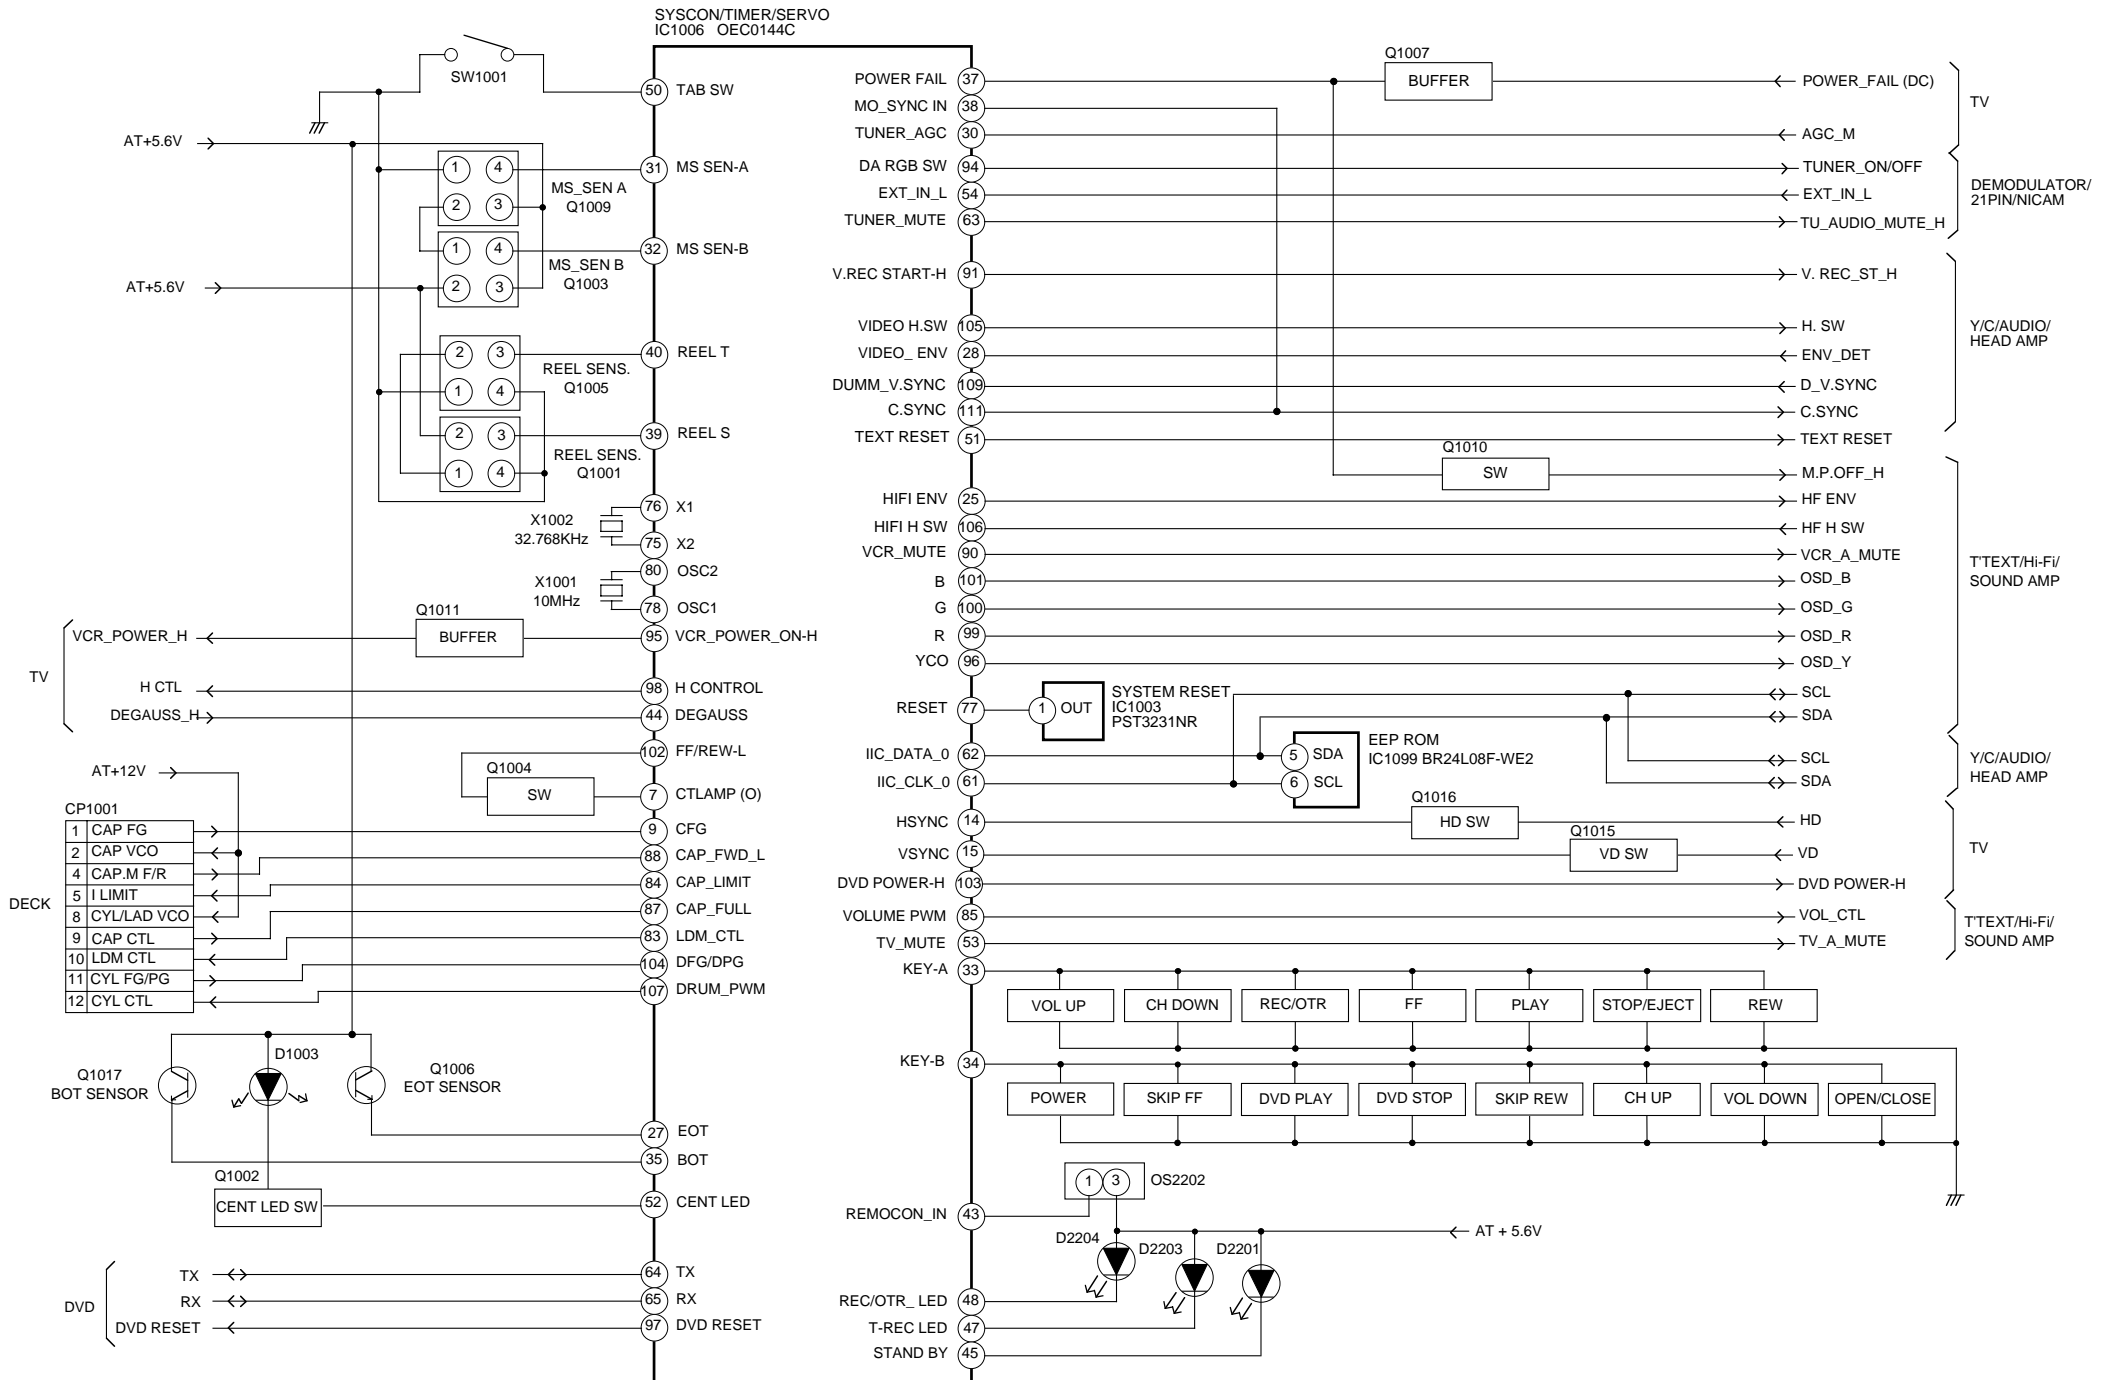 SYSCON/TIMER/SERVO
IC1006 OEC0144C
SW1001
50 TAB SW
AT+5.6V
1 4
2 3
MS_SEN A
Q1009
31 MS SEN-A
1 4
2 3
MS_SEN B
Q1003
32 MS SEN-B
AT+5.6V
2 3
1 4
REEL SENS.
Q1005
40 REEL T
2 3
1 4
REEL SENS.
Q1001
39 REEL S
X1002
32.768KHz
76 X1
75 X2
X1001
10MHz
80 OSC2
78 OSC1
TV
VCR_POWER_H
Q1011
BUFFER
95 VCR_POWER_ON-H
H CTL
98 H CONTROL
DEGAUSS_H
44 DEGAUSS
102 FF/REW-L
Q1004
SW
7 CTLAMP (O)
AT+12V
CP1001
DECK
1 CAP FG
2 CAP VCO
4 CAP.M F/R
5 I LIMIT
8 CYL/LAD VCO
9 CAP CTL
10 LDM CTL
11 CYL FG/PG
12 CYL CTL
9 CFG
88 CAP_FWD_L
84 CAP_LIMIT
87 CAP_FULL
83 LDM_CTL
104 DFG/DPG
107 DRUM_PWM
Q1017
BOT SENSOR
D1003
Q1006
EOT SENSOR
27 EOT
35 BOT
Q1002
CENT LED SW
52 CENT LED
DVD
TX
64 TX
RX
65 RX
DVD RESET
97 DVD RESET
POWER FAIL 37
Q1007
BUFFER
POWER_FAIL (DC)
MO_SYNC IN 38
TUNER_AGC 30
AGC_M
TV
DA RGB SW 94
TUNER_ON/OFF
EXT_IN_L 54
EXT_IN_L
TUNER_MUTE 63
TU_AUDIO_MUTE_H
DEMODULATOR/
21PIN/NICAM
V.REC START-H 91
V. REC_ST_H
VIDEO H.SW 105
H. SW
VIDEO_ ENV 28
ENV_DET
DUMM_V.SYNC 109
D_V.SYNC
C.SYNC 111
C.SYNC
Y/C/AUDIO/
HEAD AMP
TEXT RESET 51
TEXT RESET
Q1010
SW
M.P.OFF_H
HIFI ENV 25
HF ENV
HIFI H SW 106
HF H SW
VCR_MUTE 90
VCR_A_MUTE
B 101
OSD_B
G 100
OSD_G
R 99
OSD_R
YCO 96
OSD_Y
T'TEXT/Hi-Fi/
SOUND AMP
RESET 77
1 OUT
SYSTEM RESET
IC1003
PST3231NR
SCL
SDA
IIC_DATA_0 62
5 SDA
IIC_CLK_0 61
6 SCL
EEP ROM
IC1099 BR24L08F-WE2
SCL
SDA
Y/C/AUDIO/
HEAD AMP
HSYNC 14
Q1016
HD SW
HD
VSYNC 15
Q1015
VD SW
VD
DVD POWER-H 103
DVD POWER-H
TV
VOLUME PWM 85
VOL_CTL
TV_MUTE 53
TV_A_MUTE
T'TEXT/Hi-Fi/
SOUND AMP
KEY-A 33
VOL UP
CH DOWN
REC/OTR
FF
PLAY
STOP/EJECT
REW
KEY-B 34
POWER
SKIP FF
DVD PLAY
DVD STOP
SKIP REW
CH UP
VOL DOWN
OPEN/CLOSE
1 3
OS2202
REMOCON_IN 43
AT + 5.6V
D2204
D2203
D2201
REC/OTR_ LED 48
T-REC LED 47
STAND BY 45